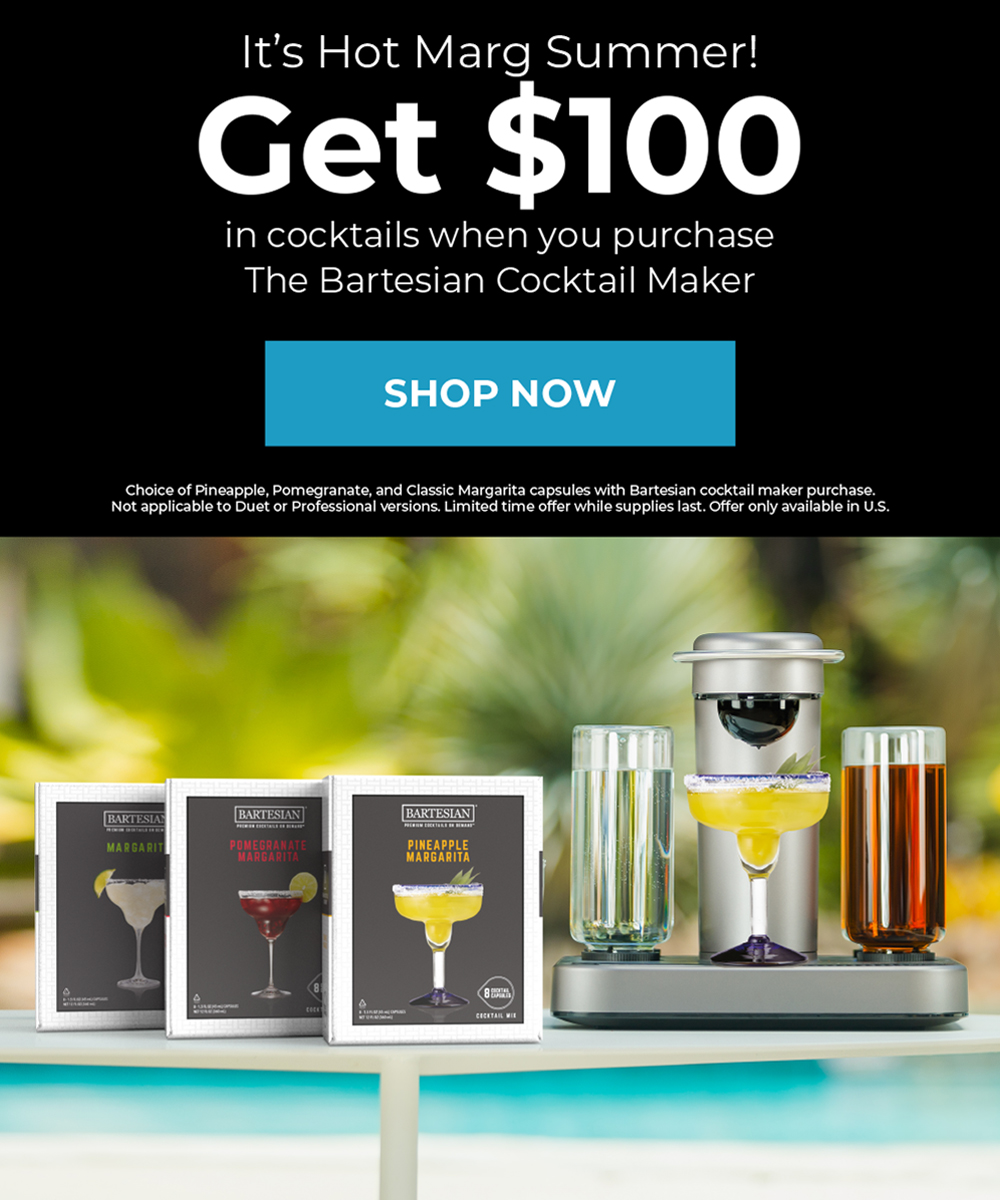 It's Hot Marg Summer!
Get $100
in cocktails when you purchase
The Bartesian Cocktail Maker
SHOP NOW
Choice of Pineapple, Pomegranate, and Classic Margarita capsules with Bartesian cocktail maker purchase.
Not applicable to Duet or Professional versions. Limited time offer while supplies last. Offer only available in U.S.
BARTESIAN
MARGARIT
BARTESIAN
PREMIUM COCKTAILS ON DEMAND
POMEGRANATE
MARGARITA
8
BARTESIAN
PREMIUM COCKTAILS ON DEMAND
PINEAPPLE
MARGARITA
8 COCKTAIL
CAPSULES
COCKTAIL MIX